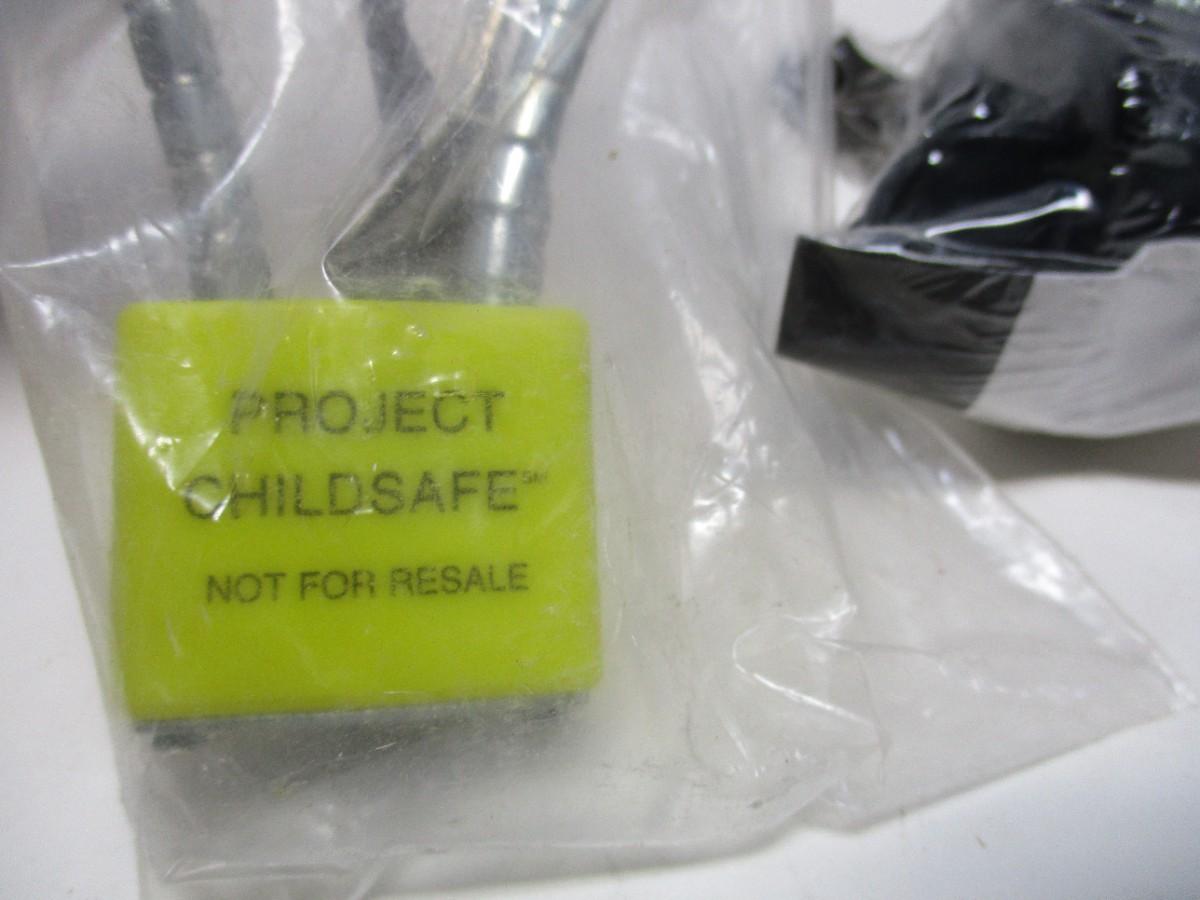 PROJECT
CHILDSAFE℠
NOT FOR RESALE